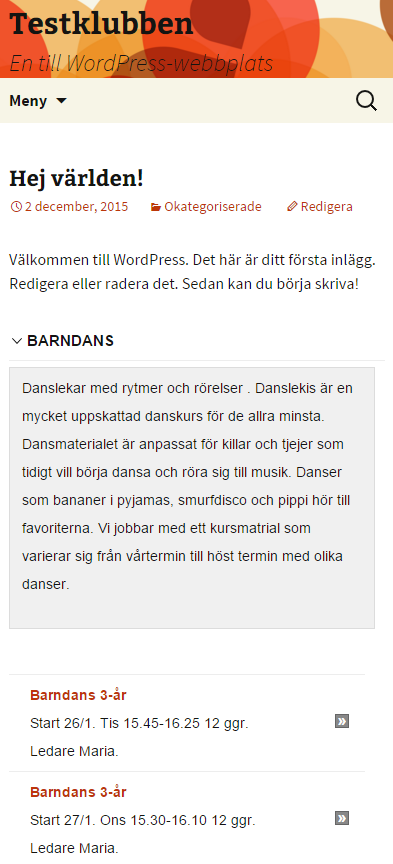 Testklubben
En till WordPress-webbplats
Meny
Hej världen!
2 december, 2015 Okategoriserade Redigera
Välkommen till WordPress. Det här är ditt första inlägg.
Redigera eller radera det. Sedan kan du börja skriva!
BARNDANS
Danslekar med rytmer och rörelser . Danslekis är en
mycket uppskattad danskurs för de allra minsta.
Dansmaterialet är anpassat för killar och tjejer som
tidigt vill börja dansa och röra sig till musik. Danser
som bananer i pyjamas, smurfdisco och pippi hör till
favoriterna. Vi jobbar med ett kursmatrial som
varierar sig från vårtermin till höst termin med olika
danser.
Barndans 3-år
Start 26/1. Tis 15.45-16.25 12 ggr.
Ledare Maria.
Barndans 3-år
Start 27/1. Ons 15.30-16.10 12 ggr.
Ledare Maria.